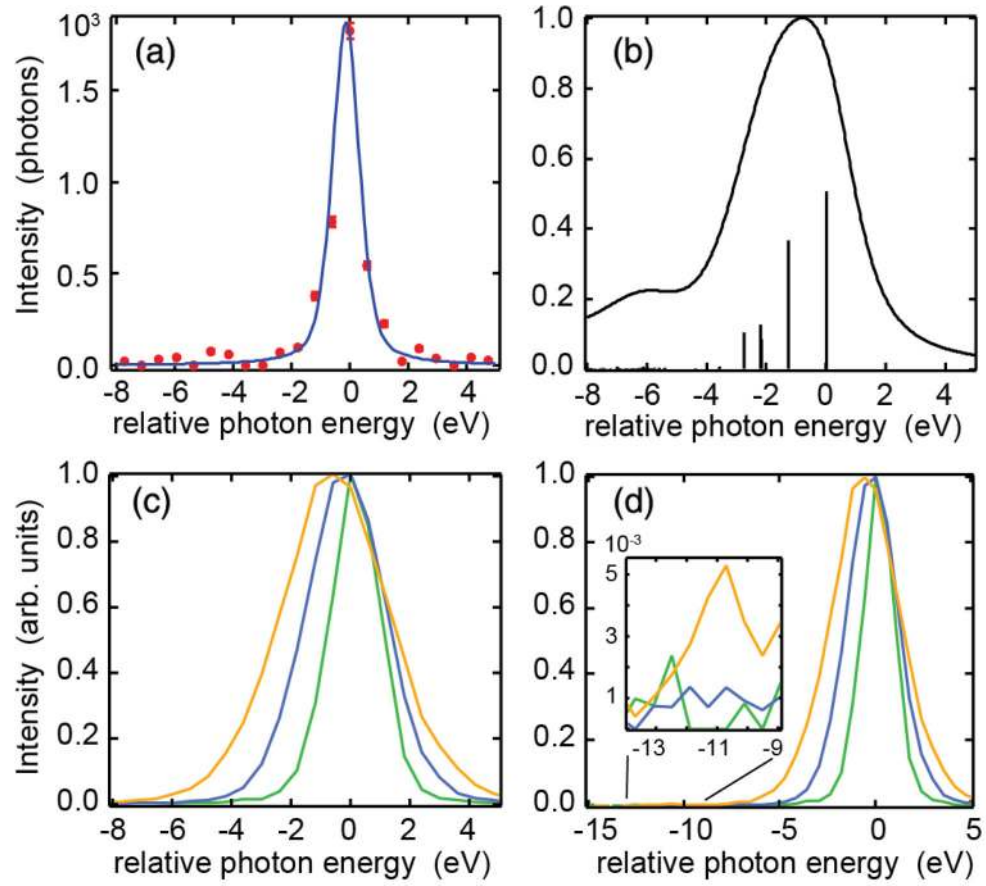 10³
(a)
1.5
1.0
0.5
0.0
Intensity (photons)
-8 -6 -4 -2 0 2 4
relative photon energy (eV)
1.0
(b)
0.8
0.6
0.4
0.2
0.0
-8 -6 -4 -2 0 2 4
relative photon energy (eV)
1.0
(c)
0.8
0.6
0.4
0.2
0.0
Intensity (arb. units)
-8 -6 -4 -2 0 2 4
relative photon energy (eV)
1.0
(d)
0.8
0.6
0.4
0.2
0.0
10⁻³
5
3
1
-13 -11 -9
-15 -10 -5 0 5
relative photon energy (eV)